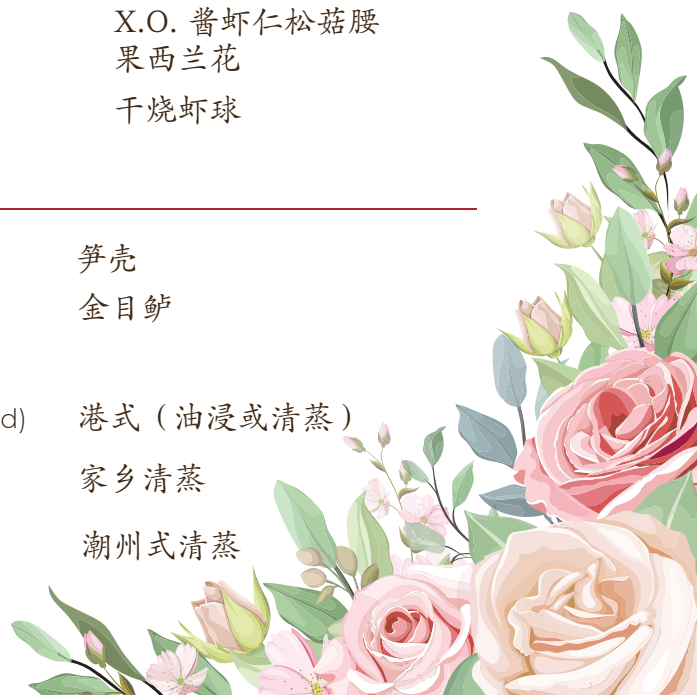 X.O. 酱虾仁松菇腰
果西兰花
干烧虾球
笋壳
金目鲈
d) 港式（油浸或清蒸）
家乡清蒸
潮州式清蒸